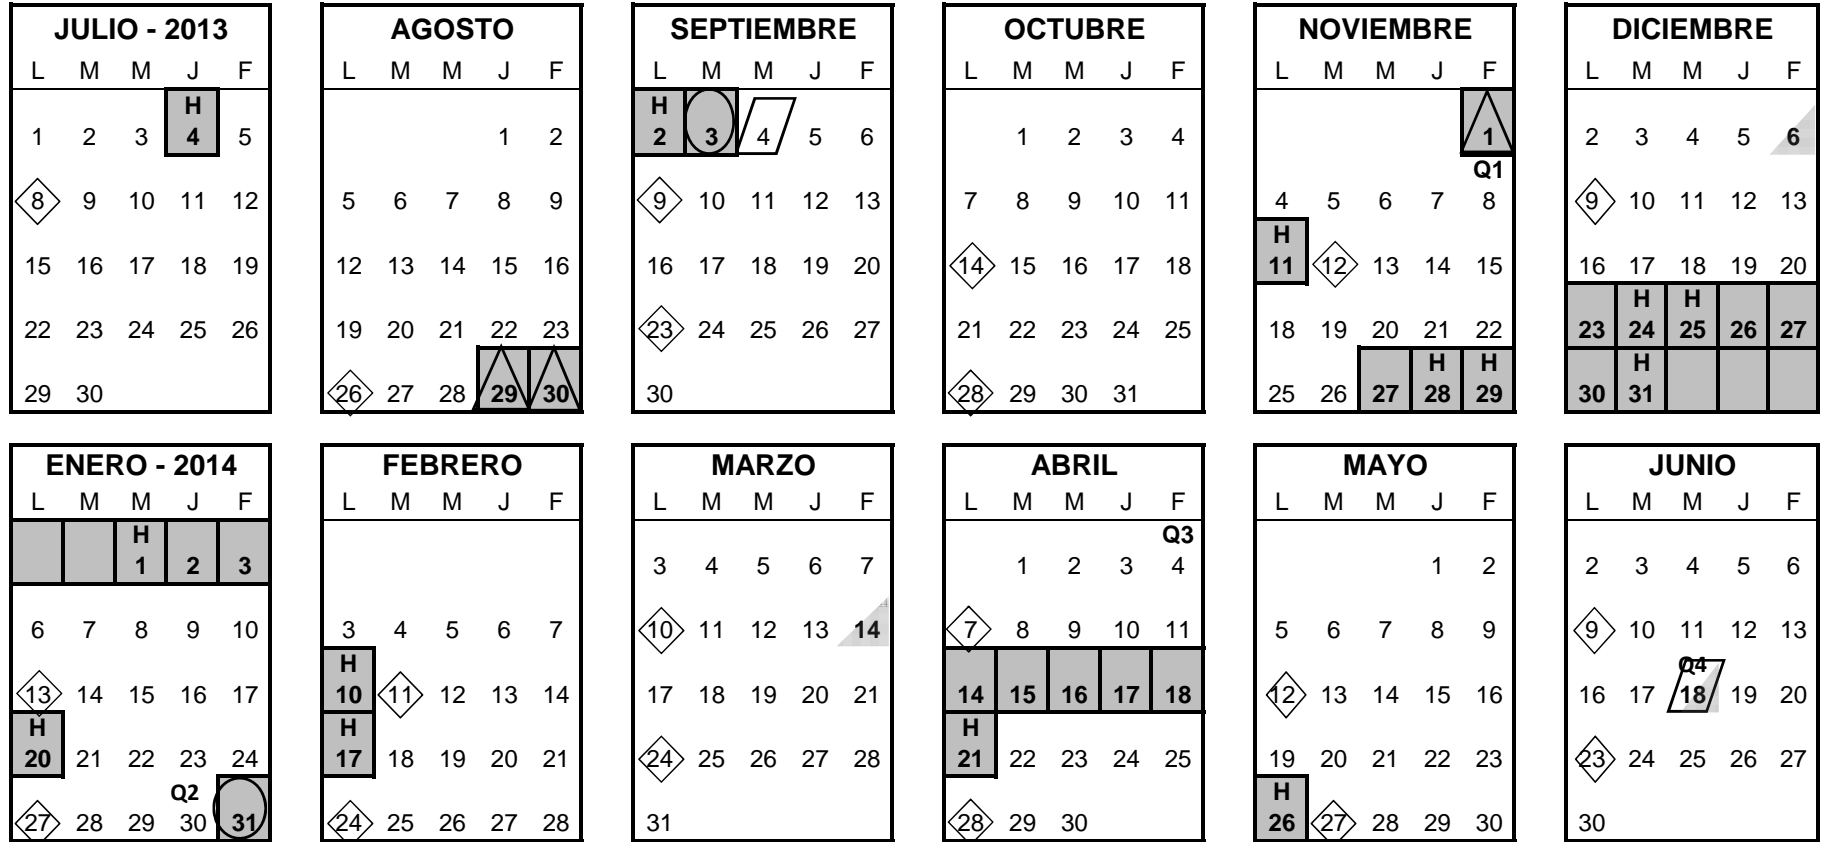 JULIO - 2013
L M M J F
H
1 2 3 4 5
8 9 10 11 12
15 16 17 18 19
22 23 24 25 26
29 30
AGOSTO
L M M J F
1 2
5 6 7 8 9
12 13 14 15 16
19 20 21 22 23
26 27 28 29 30
SEPTIEMBRE
L M M J F
H
2 3 4 5 6
9 10 11 12 13
16 17 18 19 20
23 24 25 26 27
30
OCTUBRE
L M M J F
1 2 3 4
7 8 9 10 11
14 15 16 17 18
21 22 23 24 25
28 29 30 31
NOVIEMBRE
L M M J F
1
Q1
4 5 6 7 8
H
11 12 13 14 15
18 19 20 21 22
H H
25 26 27 28 29
DICIEMBRE
L M M J F
2 3 4 5 6
9 10 11 12 13
16 17 18 19 20
H H
23 24 25 26 27
H
30 31
ENERO - 2014
L M M J F
H
1 2 3
6 7 8 9 10
13 14 15 16 17
H
20 21 22 23 24
Q2
27 28 29 30 31
FEBRERO
L M M J F
3 4 5 6 7
H
10 11 12 13 14
H
17 18 19 20 21
24 25 26 27 28
MARZO
L M M J F
3 4 5 6 7
10 11 12 13 14
17 18 19 20 21
24 25 26 27 28
31
ABRIL
L M M J F
Q3
1 2 3 4
7 8 9 10 11
14 15 16 17 18
H
21 22 23 24 25
28 29 30
MAYO
L M M J F
1 2
5 6 7 8 9
12 13 14 15 16
19 20 21 22 23
H
26 27 28 29 30
JUNIO
L M M J F
2 3 4 5 6
9 10 11 12 13
Q4
16 17 18 19 20
23 24 25 26 27
30